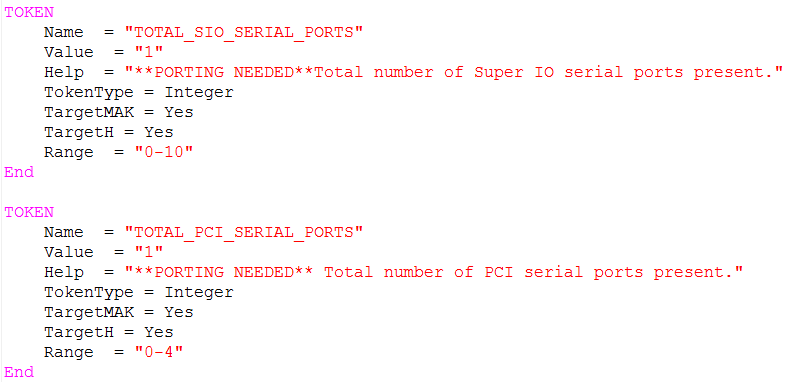 TOKEN
Name = "TOTAL_SIO_SERIAL_PORTS"
Value = "1"
Help = "**PORTING NEEDED**Total number of Super IO serial ports present."
TokenType = Integer
TargetMAK = Yes
TargetH = Yes
Range = "0-10"
End
TOKEN
Name = "TOTAL_PCI_SERIAL_PORTS"
Value = "1"
Help = "**PORTING NEEDED** Total number of PCI serial ports present."
TokenType = Integer
TargetMAK = Yes
TargetH = Yes
Range = "0-4"
End